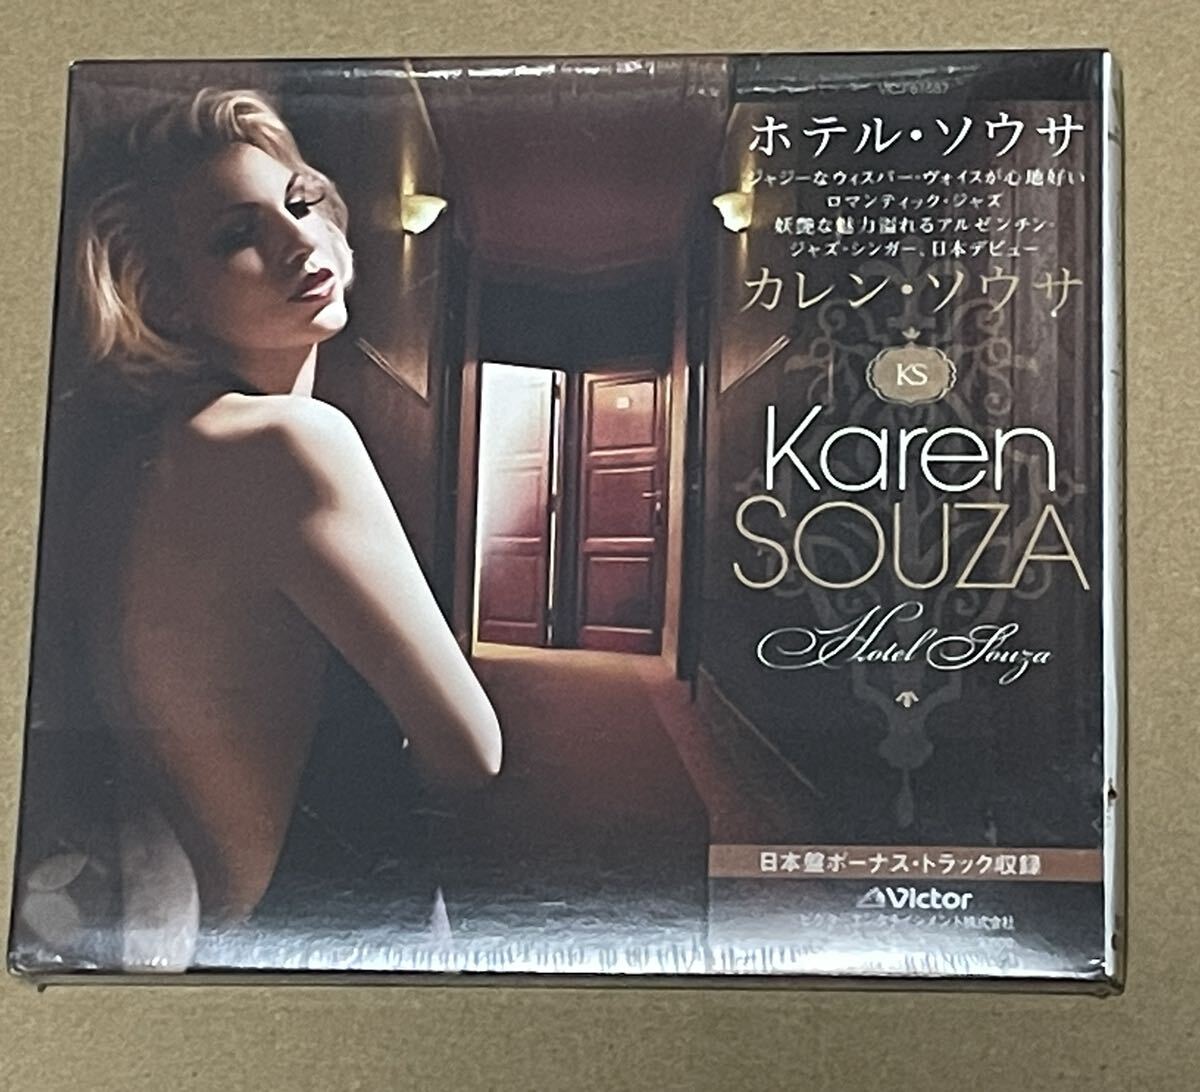 ホテル・ソウサ
ジャジーなウィスパー・ヴォイスが心地好い
ロマンティック・ジャズ
妖艶な魅力溢れるアルゼンチン・
ジャズ・シンガー、日本デビュー
カレン・ソウサ
KS
Karen
SOUZA
Hotel Souza
日本盤ボーナス・トラック収録
Victor
ビクターエンタテインメント株式会社